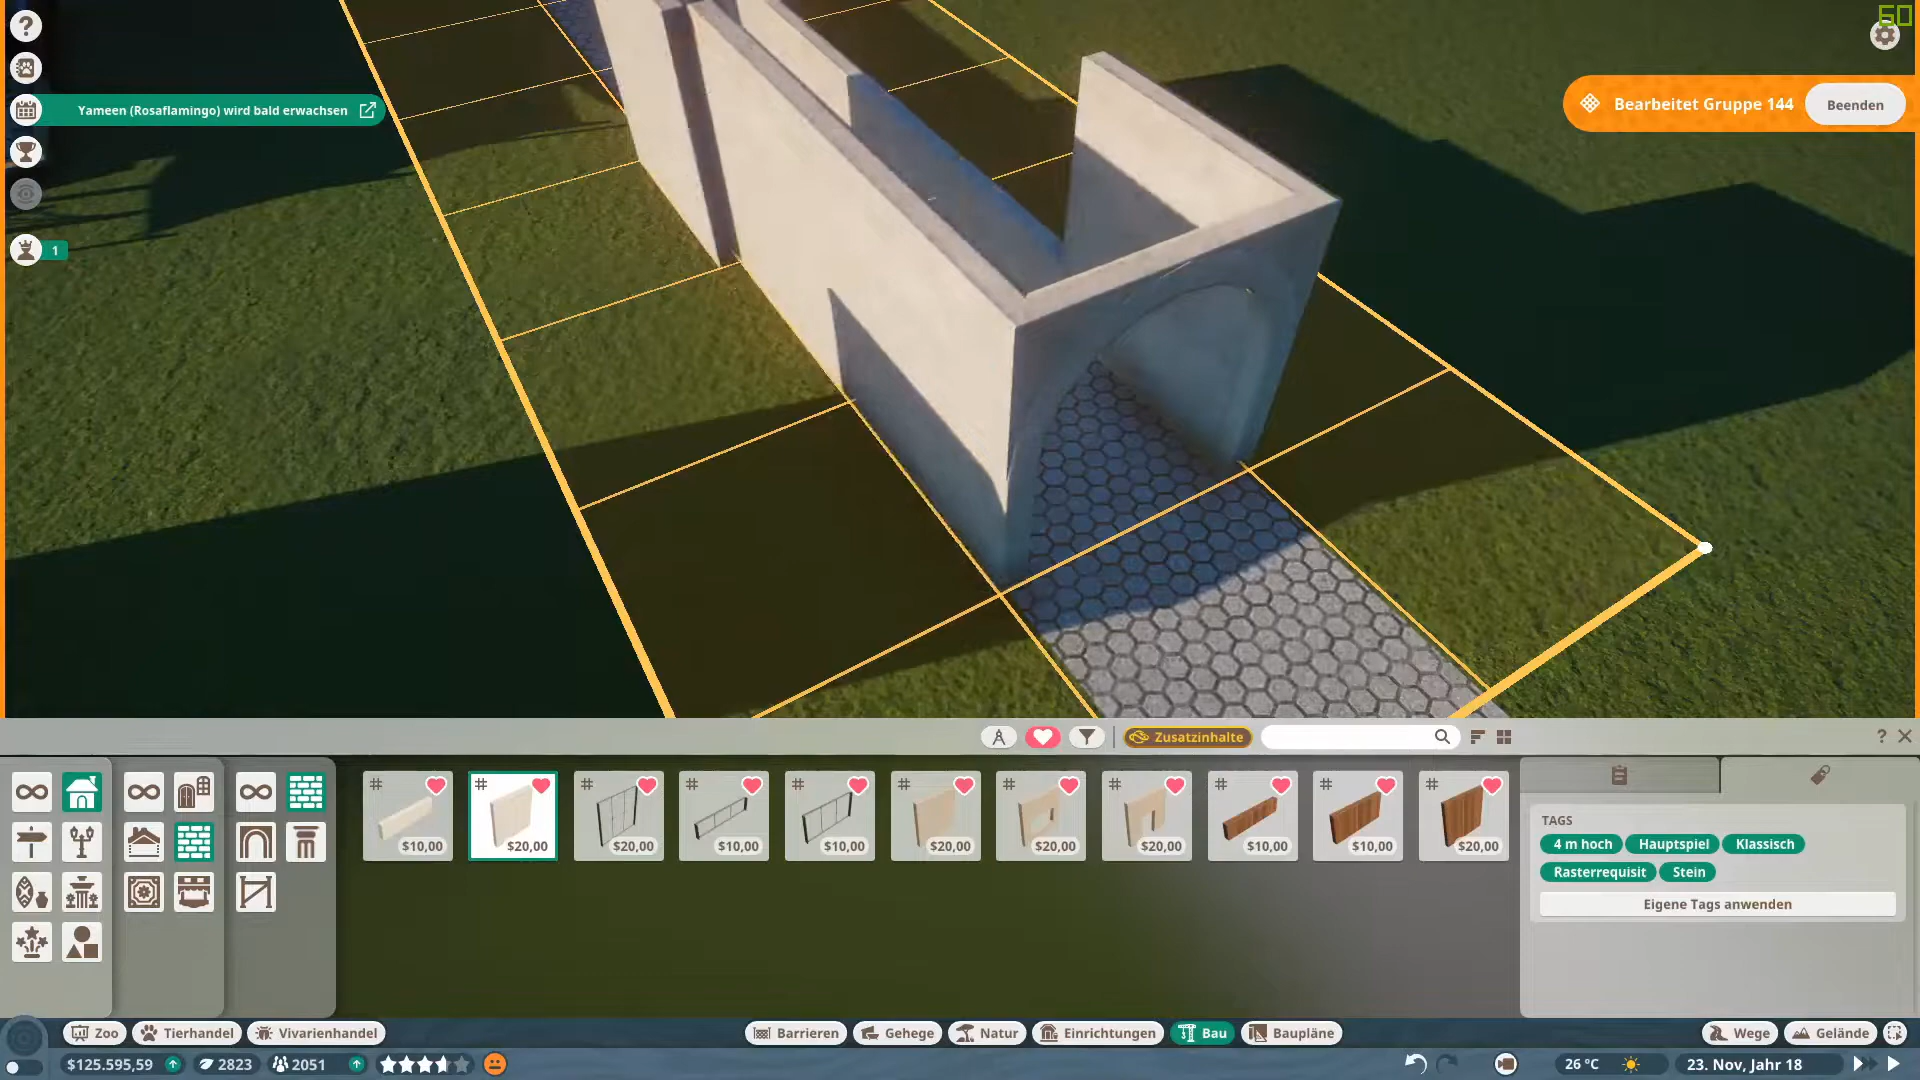 60
?
Yameen (Rosaflamingo) wird bald erwachsen
Bearbeitet Gruppe 144
Beenden
1
Zusatzinhalte
?
# $10,00
# $20,00
# $20,00
# $10,00
# $10,00
# $20,00
# $20,00
# $20,00
# $10,00
# $10,00
# $20,00
TAGS
4 m hoch Hauptspiel Klassisch
Rasterrequisit Stein
Eigene Tags anwenden
Zoo Tierhandel Vivarienhandel Barrieren Gehege Natur Einrichtungen Bau Baupläne Wege Gelände
$125.595,59 2823 2051 26 °C 23. Nov, Jahr 18